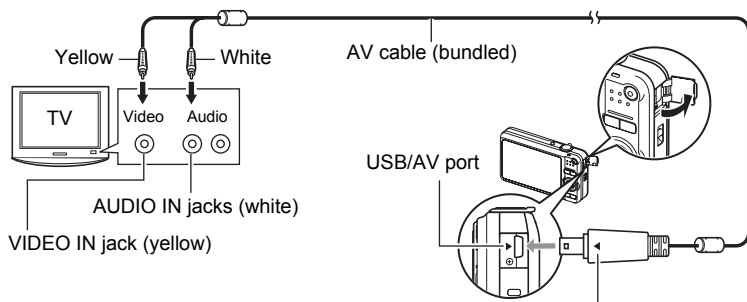 Yellow
White
AV cable (bundled)
TV
Video
Audio
USB/AV port
AUDIO IN jacks (white)
VIDEO IN jack (yellow)